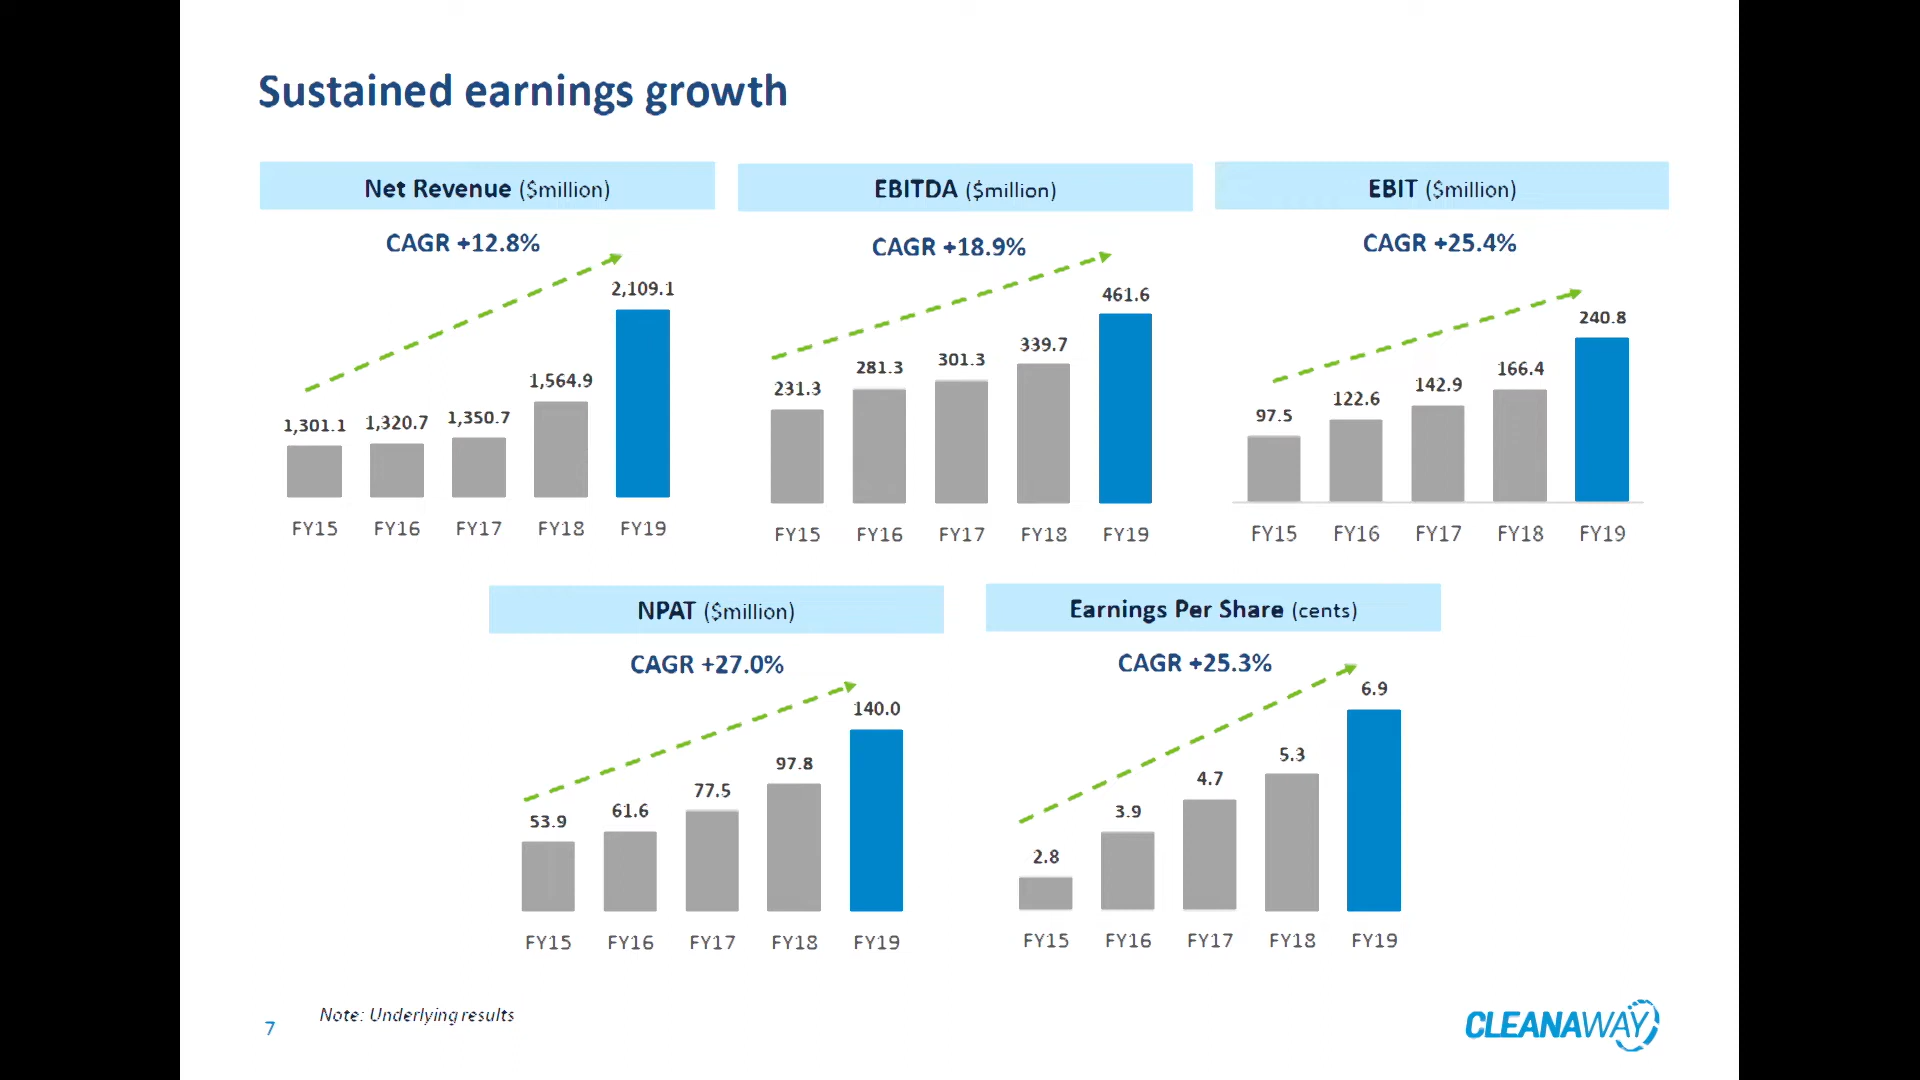 Sustained earnings growth
Net Revenue ($million)
CAGR +12.8%
1,301.1 1,320.7 1,350.7 1,564.9 2,109.1
FY15 FY16 FY17 FY18 FY19
EBITDA ($million)
CAGR +18.9%
231.3 281.3 301.3 339.7 461.6
FY15 FY16 FY17 FY18 FY19
EBIT ($million)
CAGR +25.4%
97.5 122.6 142.9 166.4 240.8
FY15 FY16 FY17 FY18 FY19
NPAT ($million)
CAGR +27.0%
53.9 61.6 77.5 97.8 140.0
FY15 FY16 FY17 FY18 FY19
Earnings Per Share (cents)
CAGR +25.3%
2.8 3.9 4.7 5.3 6.9
FY15 FY16 FY17 FY18 FY19
7
Note: Underlying results
CLEANAWAY